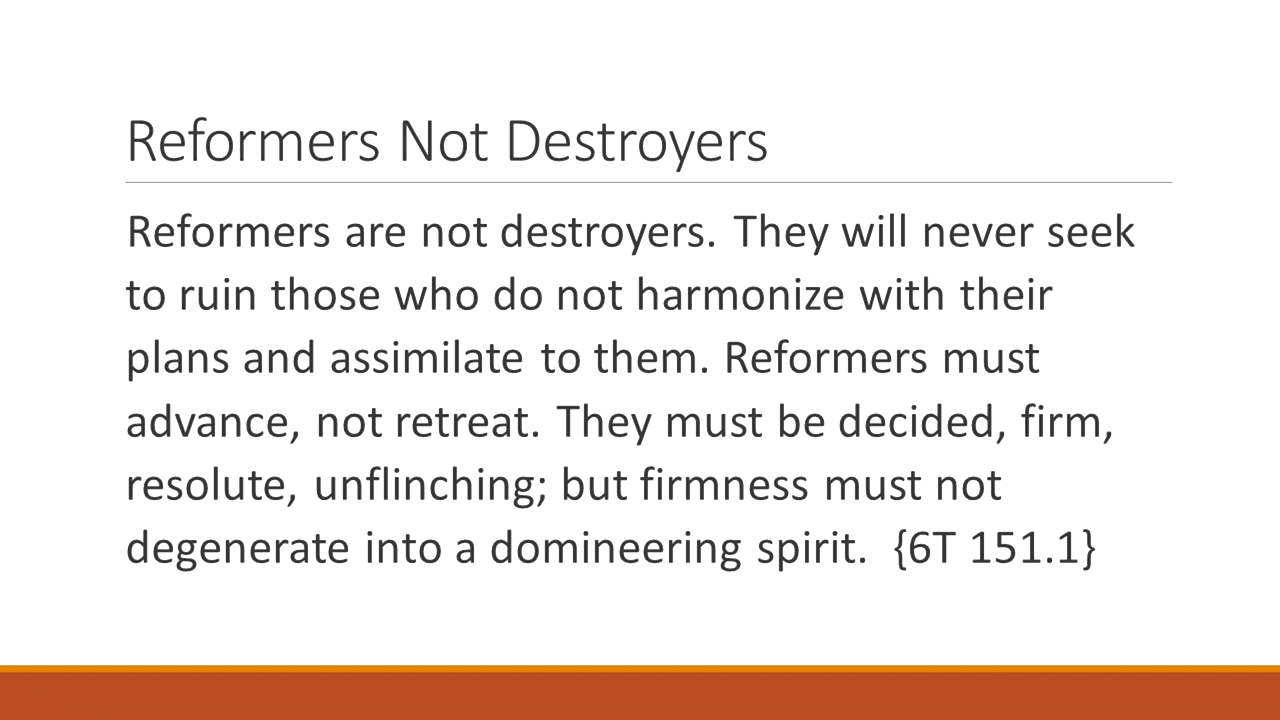 Reformers Not Destroyers
Reformers are not destroyers. They will never seek
to ruin those who do not harmonize with their
plans and assimilate to them. Reformers must
advance, not retreat. They must be decided, firm,
resolute, unflinching; but firmness must not
degenerate into a domineering spirit. {6T 151.1}